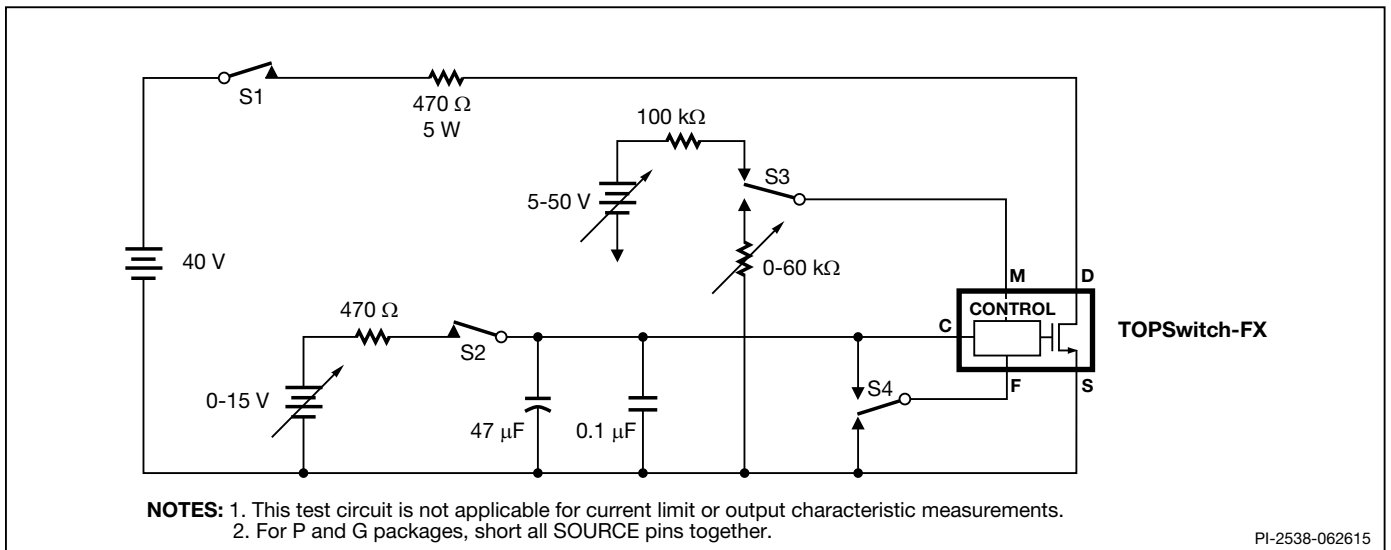 S1
470 Ω
5 W
100 kΩ
S3
5-50 V
40 V
0-60 kΩ
M
D
470 Ω
CONTROL
C
TOPSwitch-FX
S2
0-15 V
S4
F
S
47 μF
0.1 μF
NOTES: 1. This test circuit is not applicable for current limit or output characteristic measurements.
2. For P and G packages, short all SOURCE pins together.
PI-2538-062615